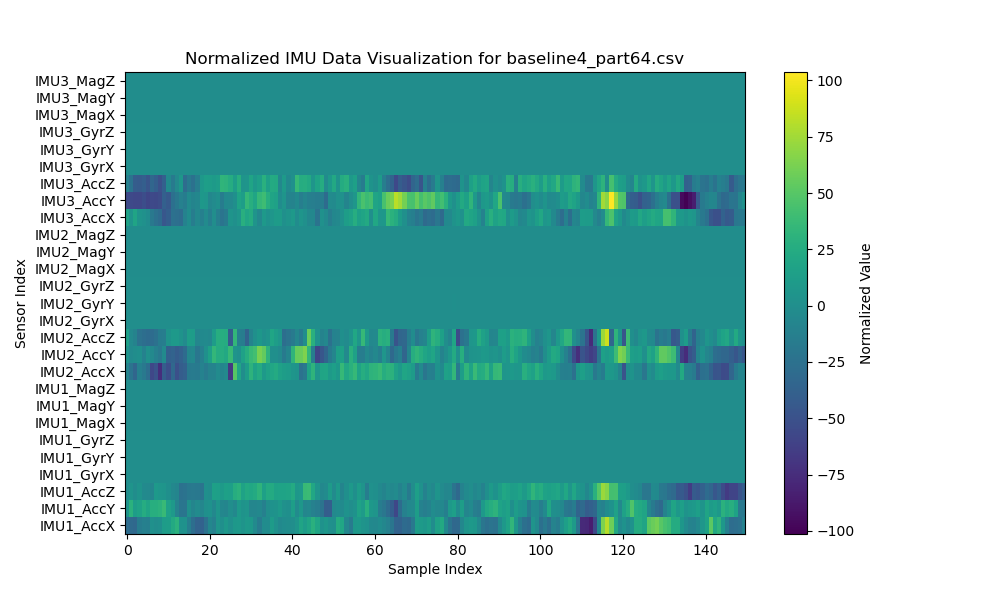 Normalized IMU Data Visualization for baseline4_part64.csv
IMU3_MagZ
IMU3_MagY
IMU3_MagX
IMU3_GyrZ
IMU3_GyrY
IMU3_GyrX
IMU3_AccZ
IMU3_AccY
IMU3_AccX
IMU2_MagZ
IMU2_MagY
IMU2_MagX
IMU2_GyrZ
IMU2_GyrY
IMU2_GyrX
IMU2_AccZ
IMU2_AccY
IMU2_AccX
IMU1_MagZ
IMU1_MagY
IMU1_MagX
IMU1_GyrZ
IMU1_GyrY
IMU1_GyrX
IMU1_AccZ
IMU1_AccY
IMU1_AccX
Sensor Index
0 20 40 60 80 100 120 140
Sample Index
100
75
50
25
0
−25
−50
−75
−100
Normalized Value